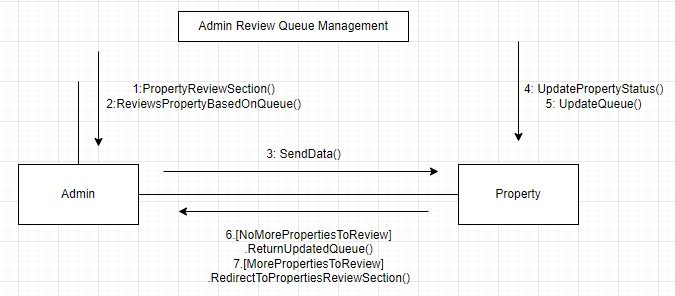 Admin Review Queue Management
1:PropertyReviewSection()
2:ReviewsPropertyBasedOnQueue()
4: UpdatePropertyStatus()
5: UpdateQueue()
3: SendData()
Admin
Property
6.[NoMorePropertiesToReview]
.ReturnUpdatedQueue()
7.[MorePropertiesToReview]
.RedirectToPropertiesReviewSection()